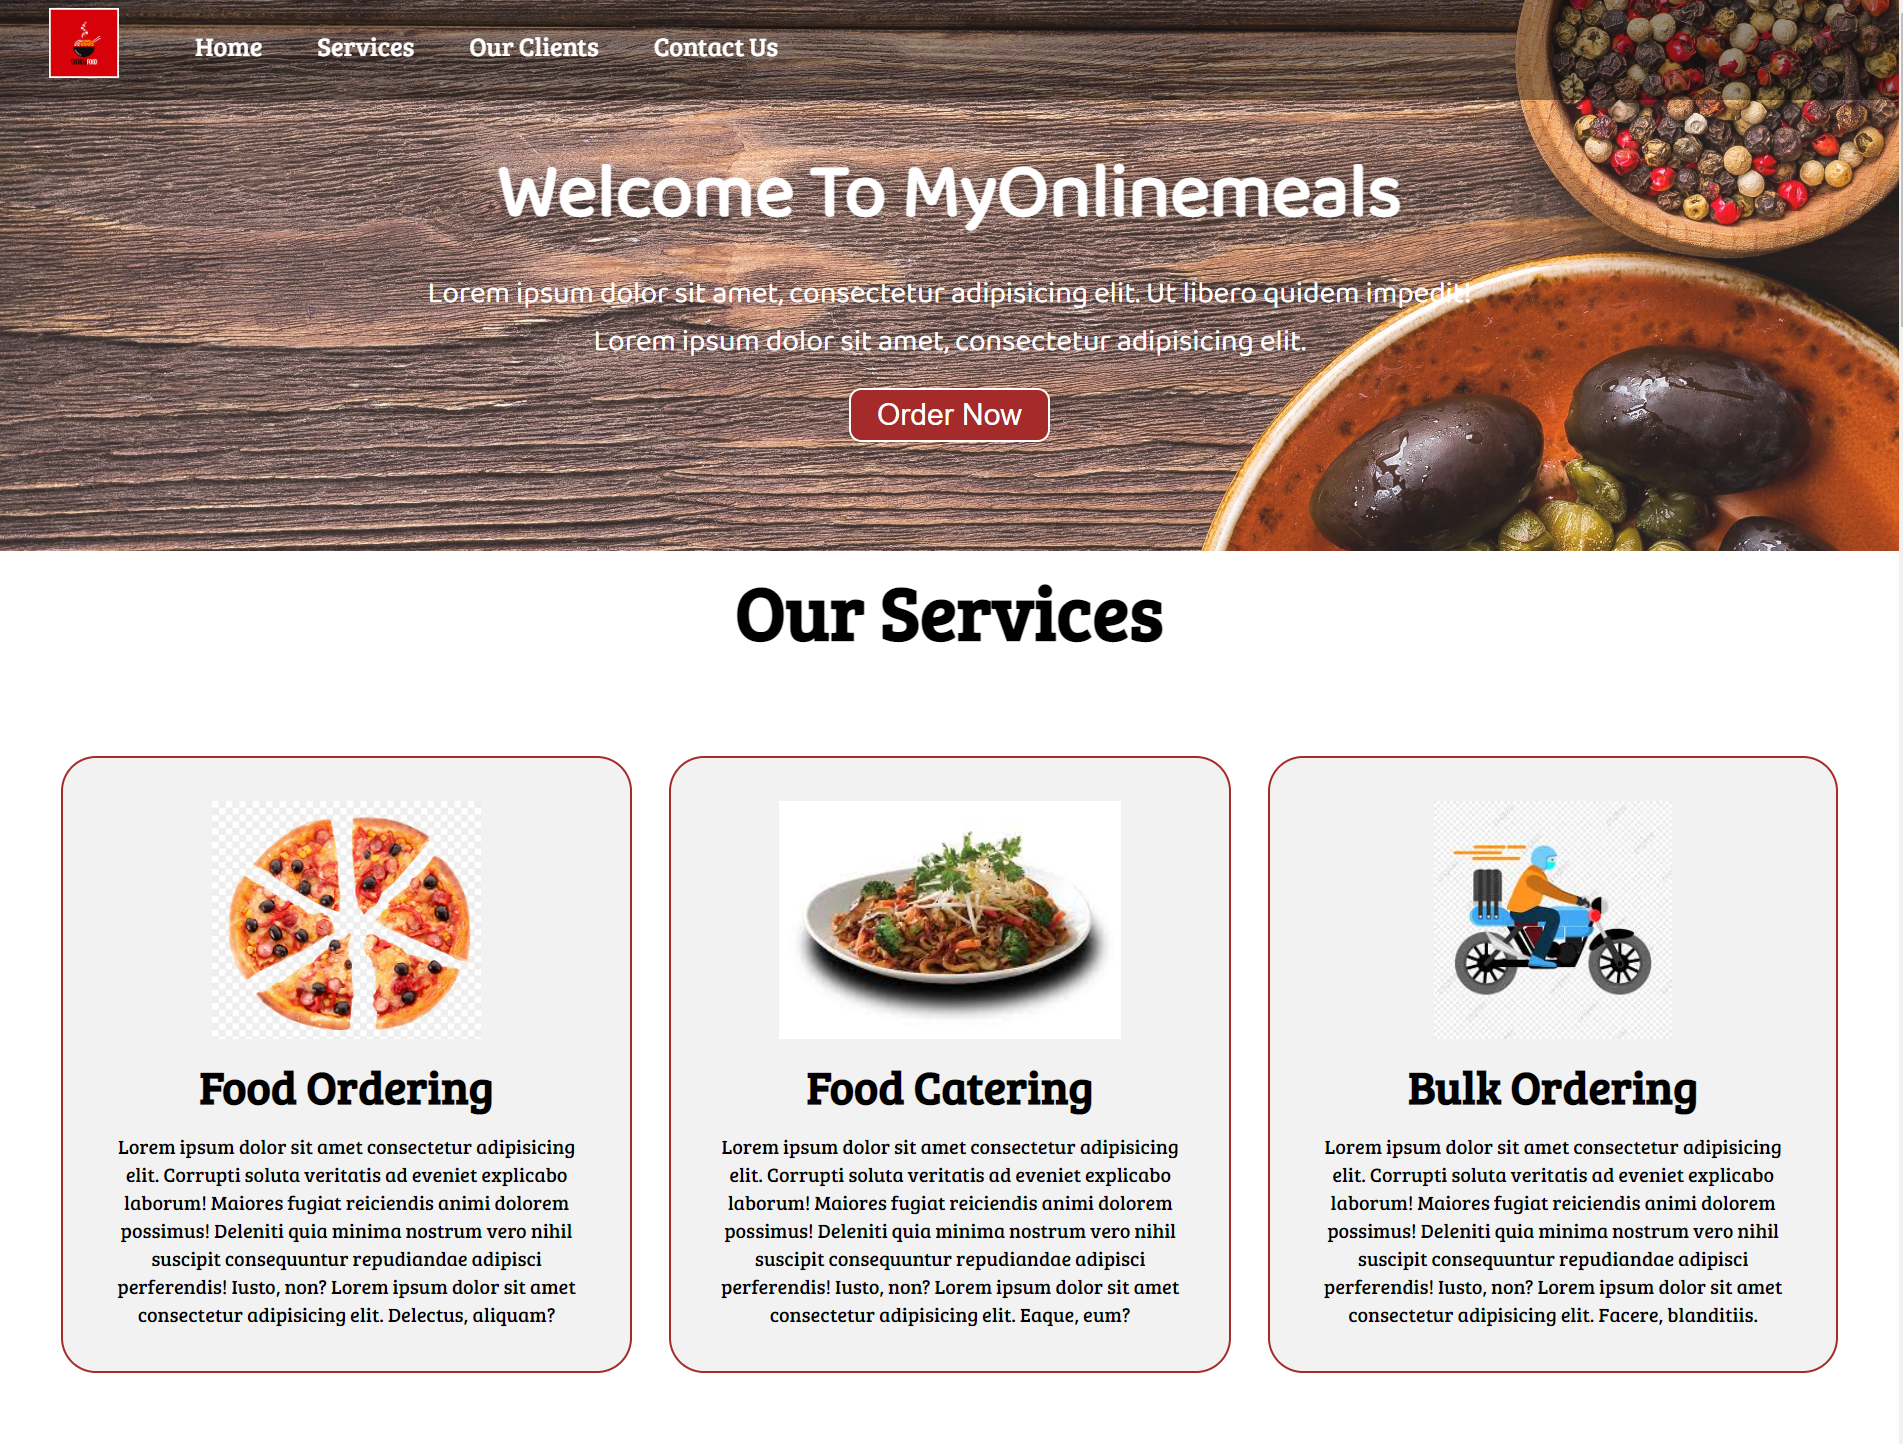 Home
Services
Our Clients
Contact Us
Welcome To MyOnlinemeals
Lorem ipsum dolor sit amet, consectetur adipisicing elit. Ut libero quidem impedit!
Lorem ipsum dolor sit amet, consectetur adipisicing elit.
Order Now
Our Services
Food Ordering
Lorem ipsum dolor sit amet consectetur adipisicing
elit. Corrupti soluta veritatis ad eveniet explicabo
laborum! Maiores fugiat reiciendis animi dolorem
possimus! Deleniti quia minima nostrum vero nihil
suscipit consequuntur repudiandae adipisci
perferendis! Iusto, non? Lorem ipsum dolor sit amet
consectetur adipisicing elit. Delectus, aliquam?
Food Catering
Lorem ipsum dolor sit amet consectetur adipisicing
elit. Corrupti soluta veritatis ad eveniet explicabo
laborum! Maiores fugiat reiciendis animi dolorem
possimus! Deleniti quia minima nostrum vero nihil
suscipit consequuntur repudiandae adipisci
perferendis! Iusto, non? Lorem ipsum dolor sit amet
consectetur adipisicing elit. Eaque, eum?
Bulk Ordering
Lorem ipsum dolor sit amet consectetur adipisicing
elit. Corrupti soluta veritatis ad eveniet explicabo
laborum! Maiores fugiat reiciendis animi dolorem
possimus! Deleniti quia minima nostrum vero nihil
suscipit consequuntur repudiandae adipisci
perferendis! Iusto, non? Lorem ipsum dolor sit amet
consectetur adipisicing elit. Facere, blanditiis.